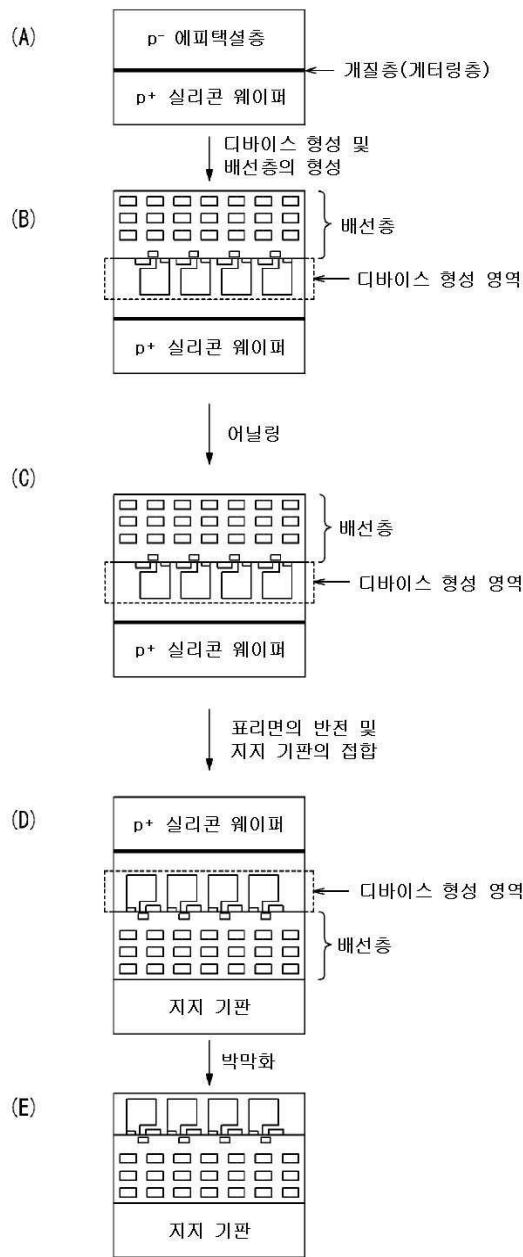 (A)
p⁻ 에피택셜층
개질층(게터링층)
p+ 실리콘 웨이퍼
디바이스 형성 및
배선층의 형성
(B)
배선층
디바이스 형성 영역
p+ 실리콘 웨이퍼
어닐링
(C)
배선층
디바이스 형성 영역
p+ 실리콘 웨이퍼
표리면의 반전 및
지지 기판의 접합
(D)
p+ 실리콘 웨이퍼
디바이스 형성 영역
배선층
지지 기판
박막화
(E)
지지 기판